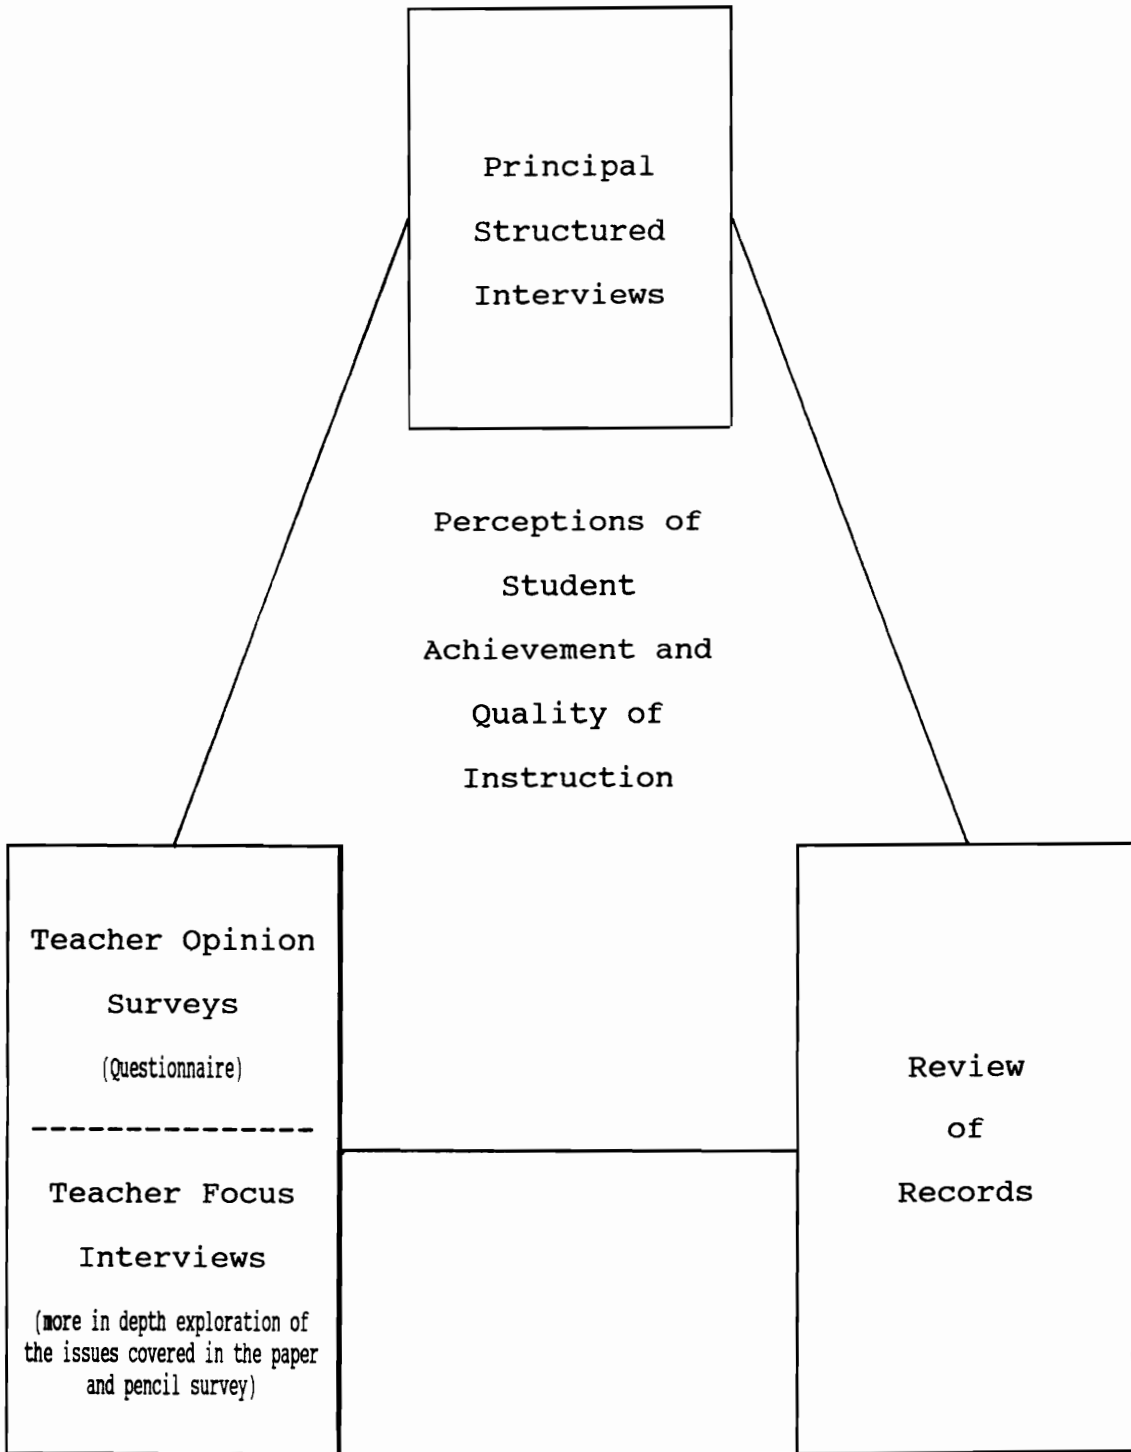 Principal
Structured
Interviews
Perceptions of
Student
Achievement and
Quality of
Instruction
Teacher Opinion
Surveys
(Questionnaire)
Teacher Focus
Interviews
(more in depth exploration of
the issues covered in the paper
and pencil survey)
Review
of
Records